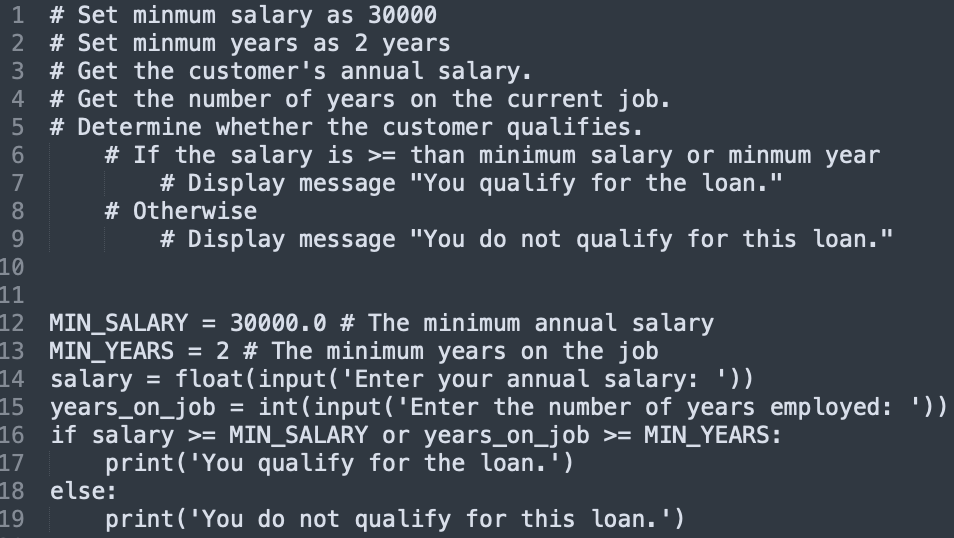 1 # Set minmum salary as 30000
2 # Set minmum years as 2 years
3 # Get the customer's annual salary.
4 # Get the number of years on the current job.
5 # Determine whether the customer qualifies.
6     # If the salary is >= than minimum salary or minmum year
7         # Display message "You qualify for the loan."
8     # Otherwise
9         # Display message "You do not qualify for this loan."
10
11
12 MIN_SALARY = 30000.0 # The minimum annual salary
13 MIN_YEARS = 2 # The minimum years on the job
14 salary = float(input('Enter your annual salary: '))
15 years_on_job = int(input('Enter the number of years employed: '))
16 if salary >= MIN_SALARY or years_on_job >= MIN_YEARS:
17     print('You qualify for the loan.')
18 else:
19     print('You do not qualify for this loan.')